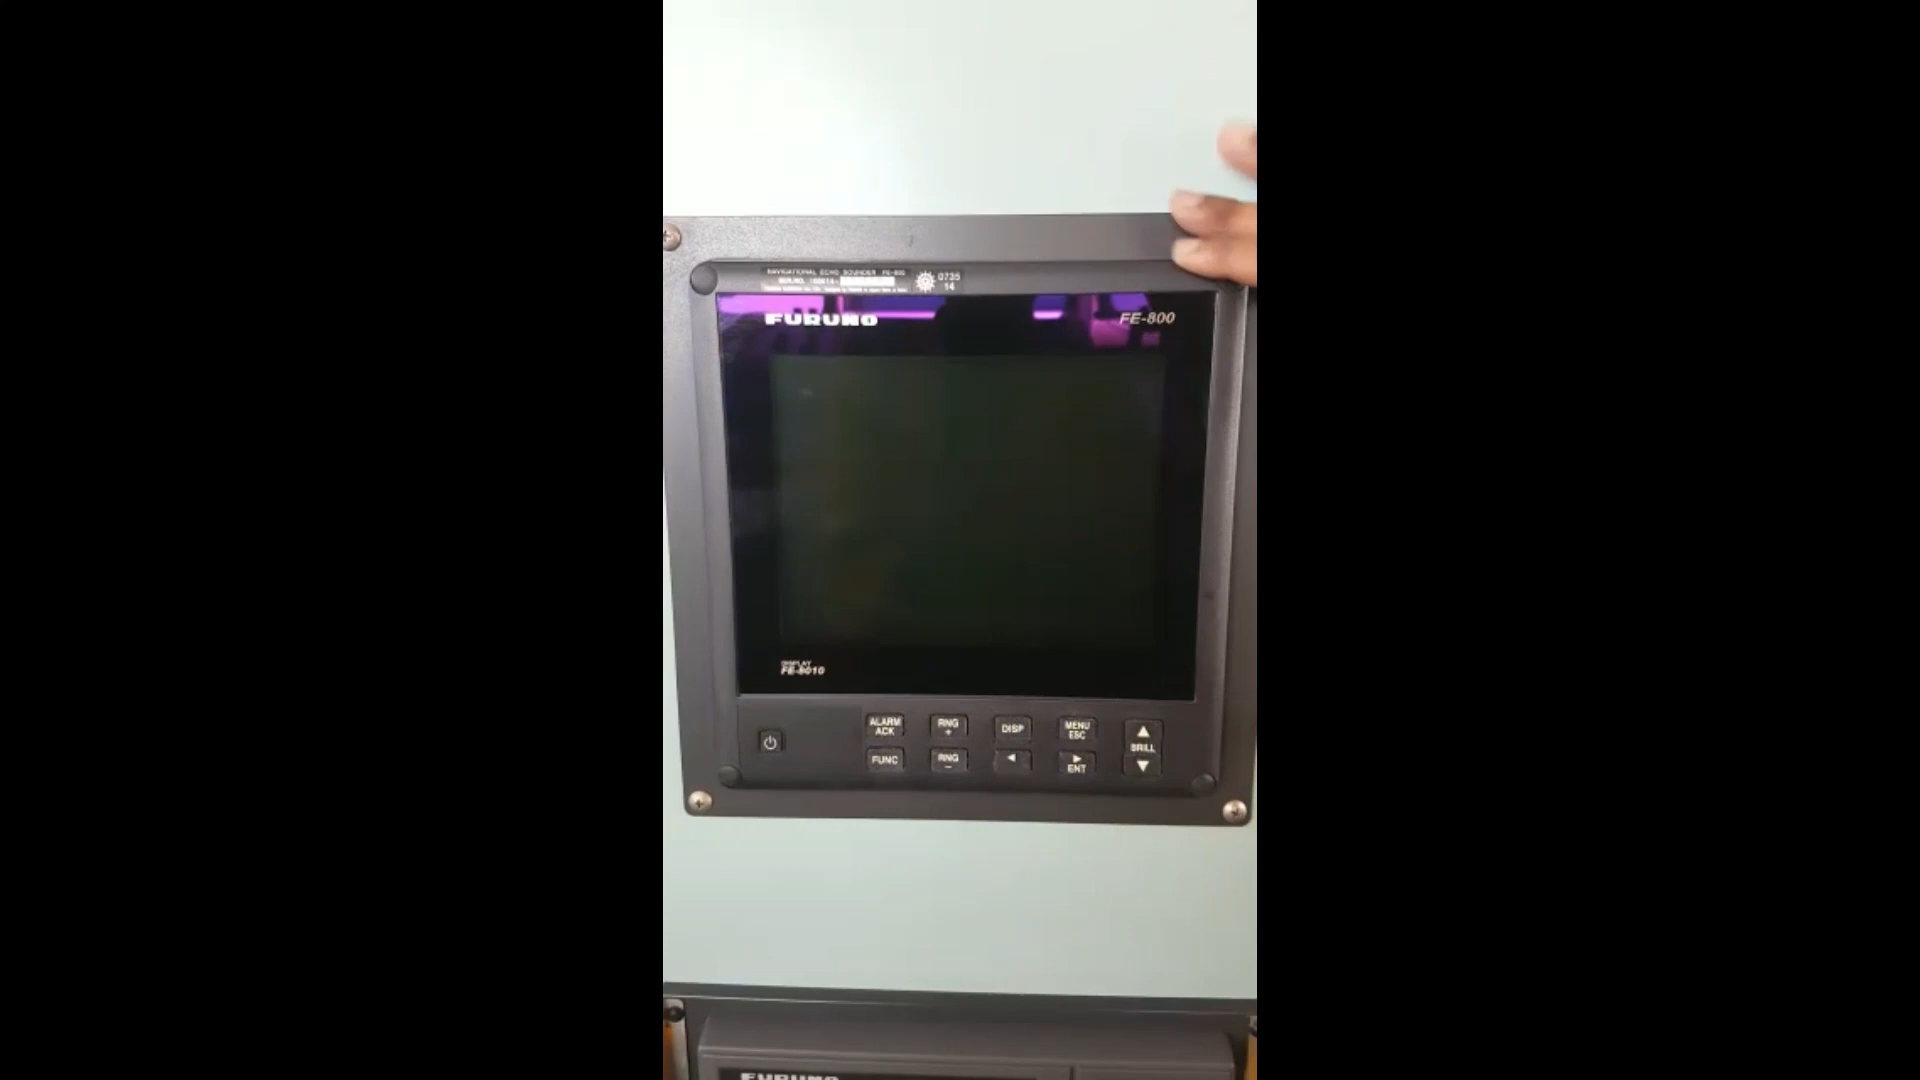 NAVIGATIONAL ECHO SOUNDER FE-800
SER.NO.
0735
14
FURUNO
FE-800
DISPLAY
FE-8010
ALARM
ACK
RNG
+
DISP
MENU
ESC
▲
BRILL
▼
FUNC
RNG
−
◄
►
ENT
FURUNO